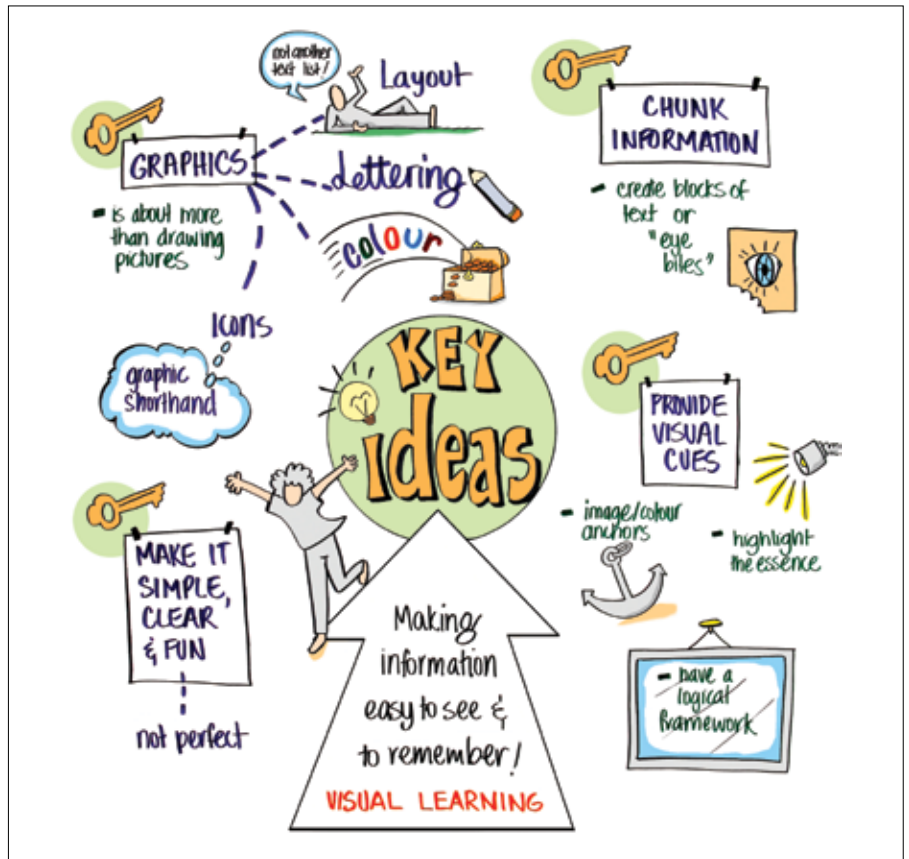 not another
text list!
Layout
GRAPHICS
Lettering
- is about more
than drawing
pictures
colour
Icons
graphic
shorthand
CHUNK
INFORMATION
- create blocks of
text or
"eye
bites"
KEY
Ideas
PROVIDE
VISUAL
CUES
- image/colour
anchors
- highlight
the essence
- have a
logical
framework
MAKE IT
SIMPLE,
CLEAR
& FUN
not perfect
Making
information
easy to see &
to remember!
VISUAL LEARNING